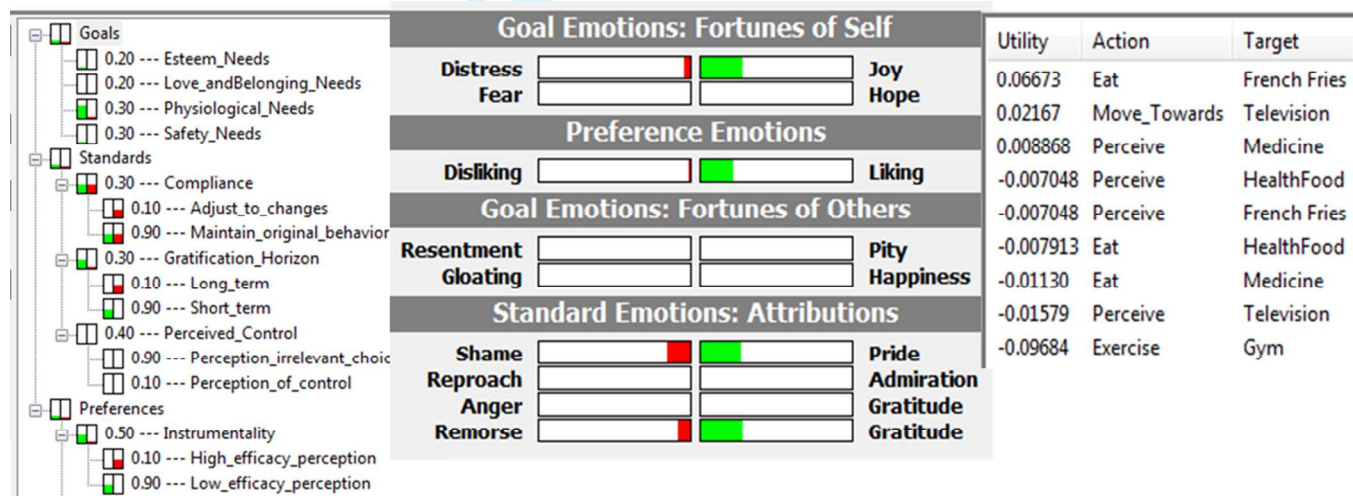 Goals
0.20 --- Esteem_Needs
0.20 --- Love_andBelonging_Needs
0.30 --- Physiological_Needs
0.30 --- Safety_Needs
Standards
0.30 --- Compliance
0.10 --- Adjust_to_changes
0.90 --- Maintain_original_behavior
0.30 --- Gratification_Horizon
0.10 --- Long_term
0.90 --- Short_term
0.40 --- Perceived_Control
0.90 --- Perception_irrelevant_choic
0.10 --- Perception_of_control
Preferences
0.50 --- Instrumentality
0.10 --- High_efficacy_perception
0.90 --- Low_efficacy_perception
Goal Emotions: Fortunes of Self
Distress Joy
Fear Hope
Preference Emotions
Disliking Liking
Goal Emotions: Fortunes of Others
Resentment Pity
Gloating Happiness
Standard Emotions: Attributions
Shame Pride
Reproach Admiration
Anger Gratitude
Remorse Gratitude
Utility Action Target
0.06673 Eat French Fries
0.02167 Move_Towards Television
0.008868 Perceive Medicine
-0.007048 Perceive HealthFood
-0.007048 Perceive French Fries
-0.007913 Eat HealthFood
-0.01130 Eat Medicine
-0.01579 Perceive Television
-0.09684 Exercise Gym